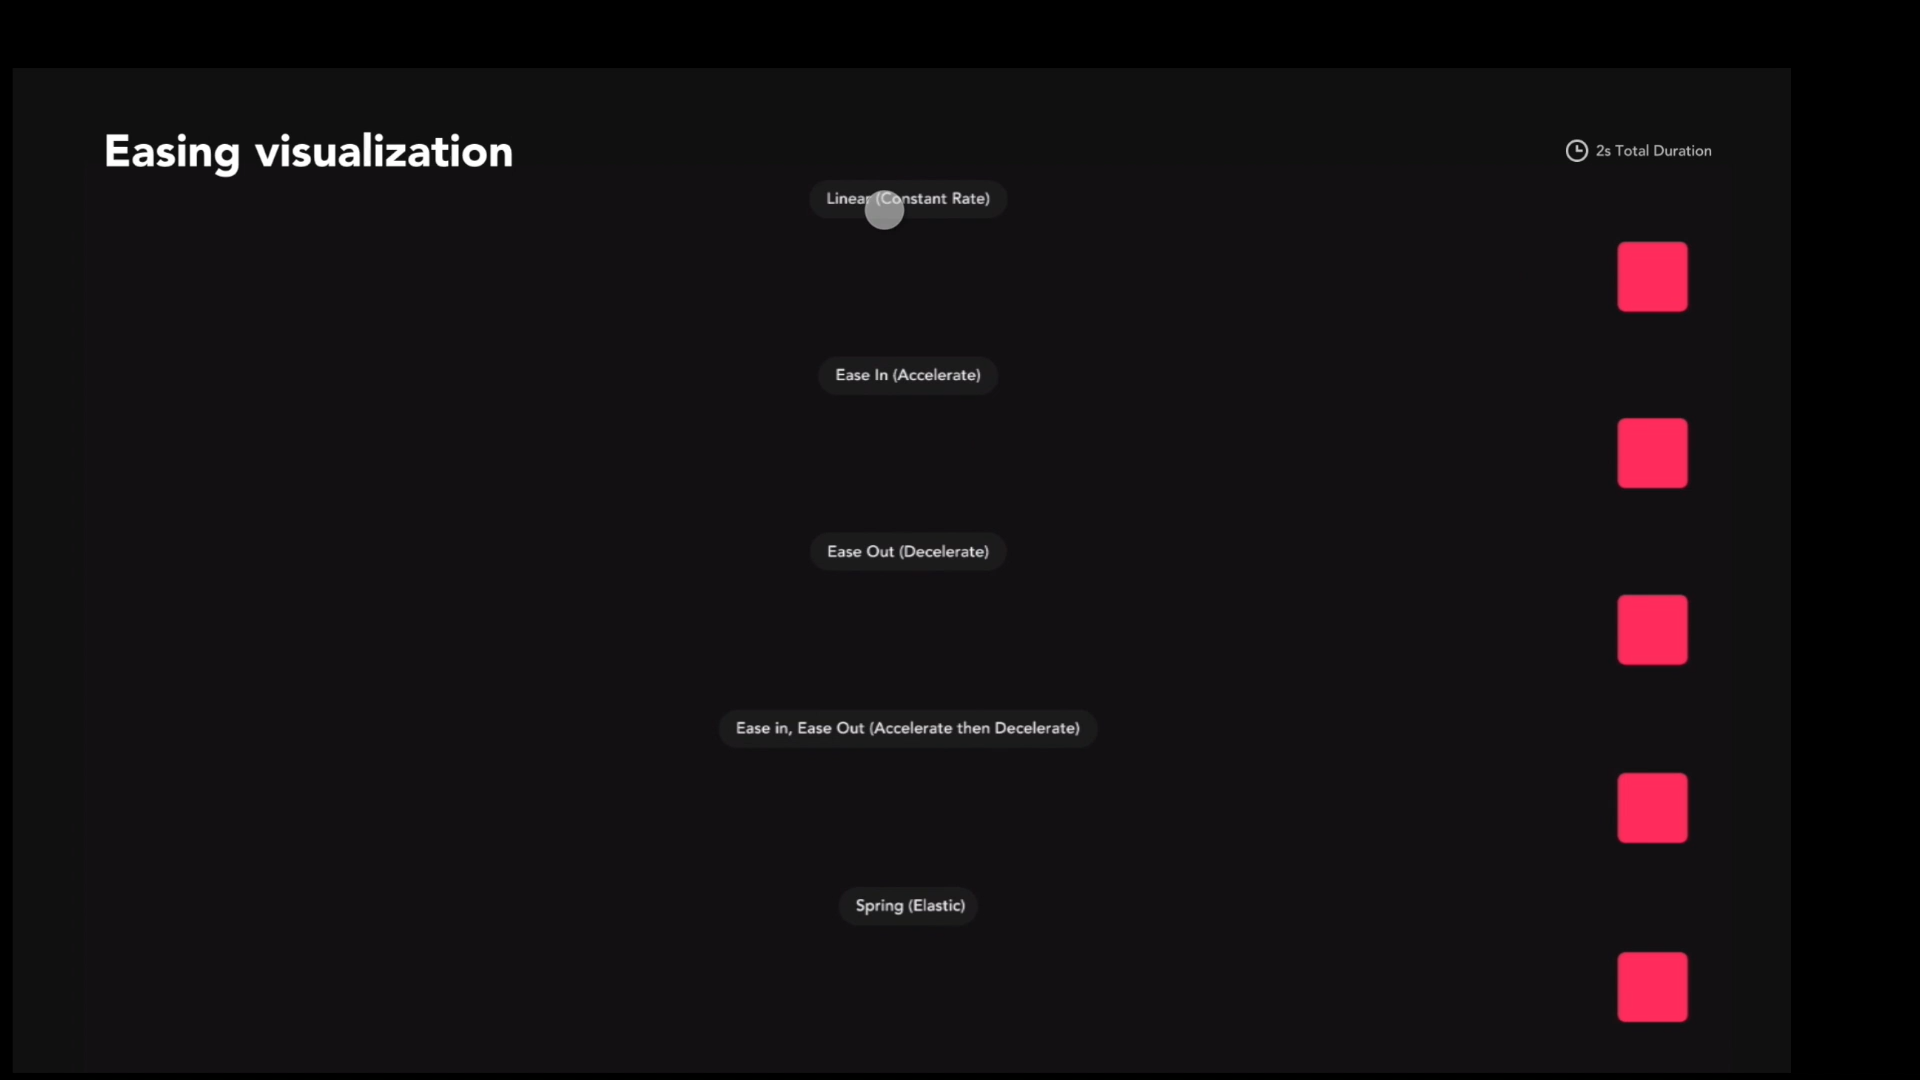 Easing visualization
2s Total Duration
Linear (Constant Rate)
Ease In (Accelerate)
Ease Out (Decelerate)
Ease in, Ease Out (Accelerate then Decelerate)
Spring (Elastic)